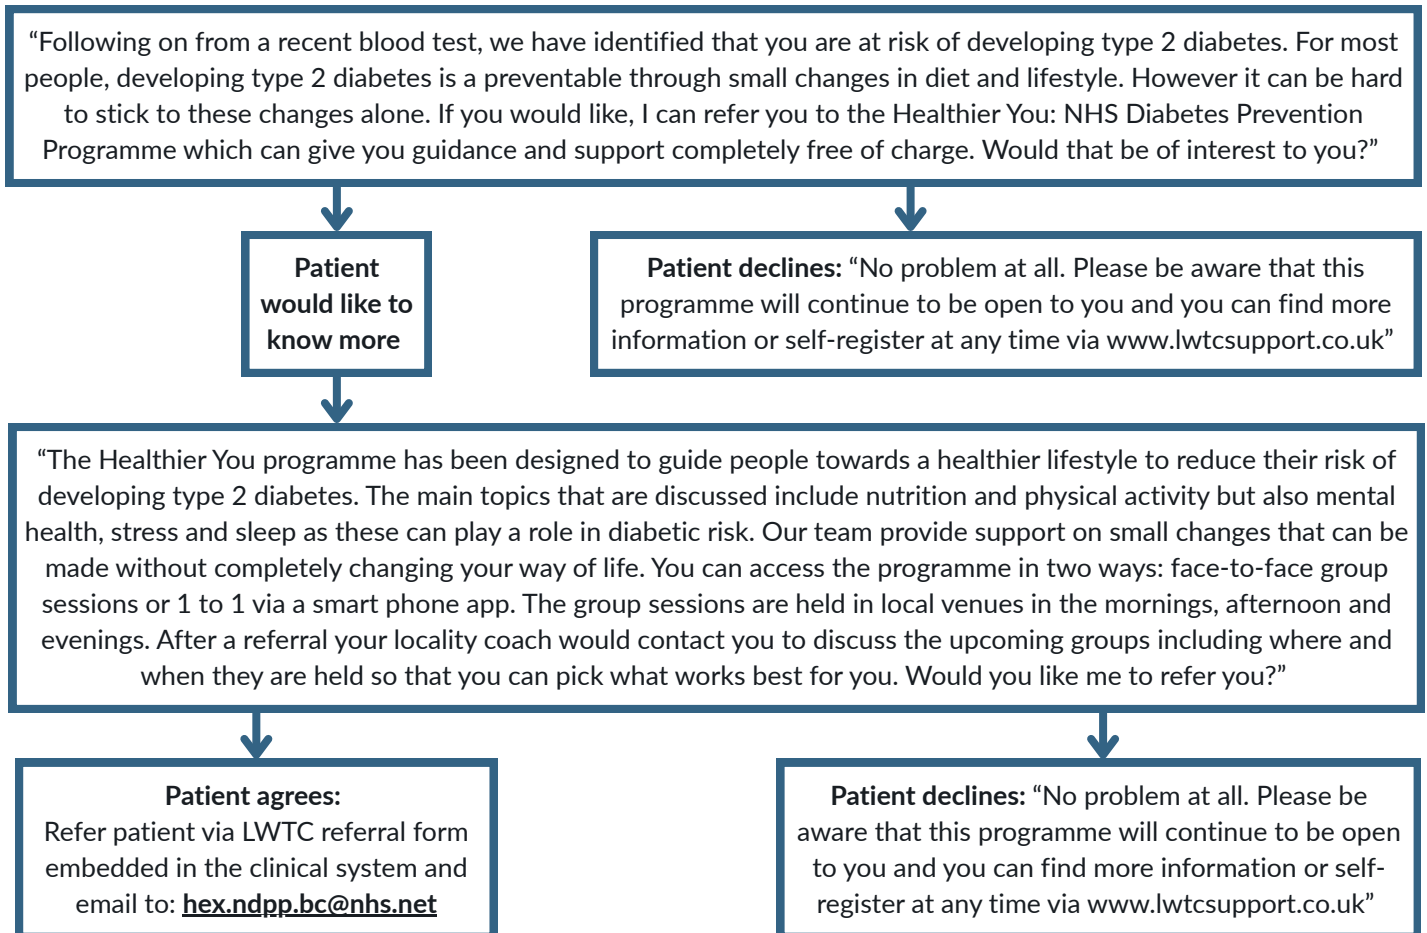 “Following on from a recent blood test, we have identified that you are at risk of developing type 2 diabetes. For most
people, developing type 2 diabetes is a preventable through small changes in diet and lifestyle. However it can be hard
to stick to these changes alone. If you would like, I can refer you to the Healthier You: NHS Diabetes Prevention
Programme which can give you guidance and support completely free of charge. Would that be of interest to you?”
Patient
would like to
know more
Patient declines: “No problem at all. Please be aware that this
programme will continue to be open to you and you can find more
information or self-register at any time via www.lwtcsupport.co.uk”
“The Healthier You programme has been designed to guide people towards a healthier lifestyle to reduce their risk of
developing type 2 diabetes. The main topics that are discussed include nutrition and physical activity but also mental
health, stress and sleep as these can play a role in diabetic risk. Our team provide support on small changes that can be
made without completely changing your way of life. You can access the programme in two ways: face-to-face group
sessions or 1 to 1 via a smart phone app. The group sessions are held in local venues in the mornings, afternoon and
evenings. After a referral your locality coach would contact you to discuss the upcoming groups including where and
when they are held so that you can pick what works best for you. Would you like me to refer you?”
Patient agrees:
Refer patient via LWTC referral form
embedded in the clinical system and
email to: hex.ndpp.bc@nhs.net
Patient declines: “No problem at all. Please be
aware that this programme will continue to be open
to you and you can find more information or self-
register at any time via www.lwtcsupport.co.uk”